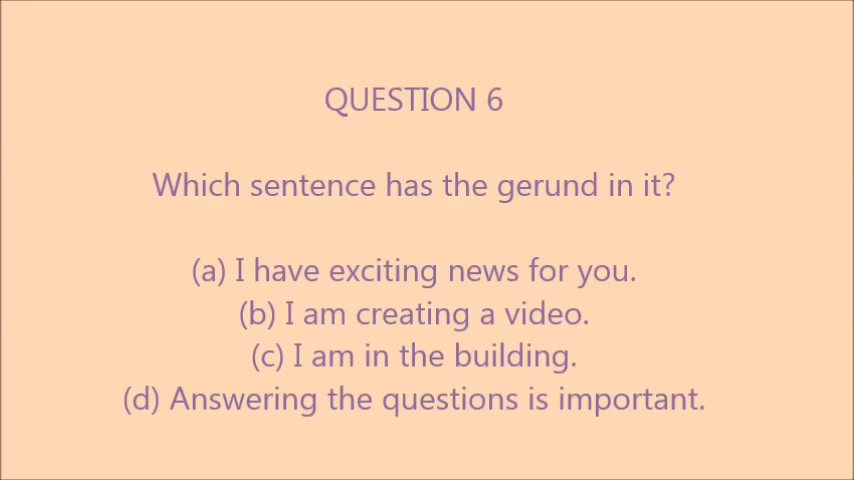 QUESTION 6
Which sentence has the gerund in it?
(a) I have exciting news for you.
(b) I am creating a video.
(c) I am in the building.
(d) Answering the questions is important.